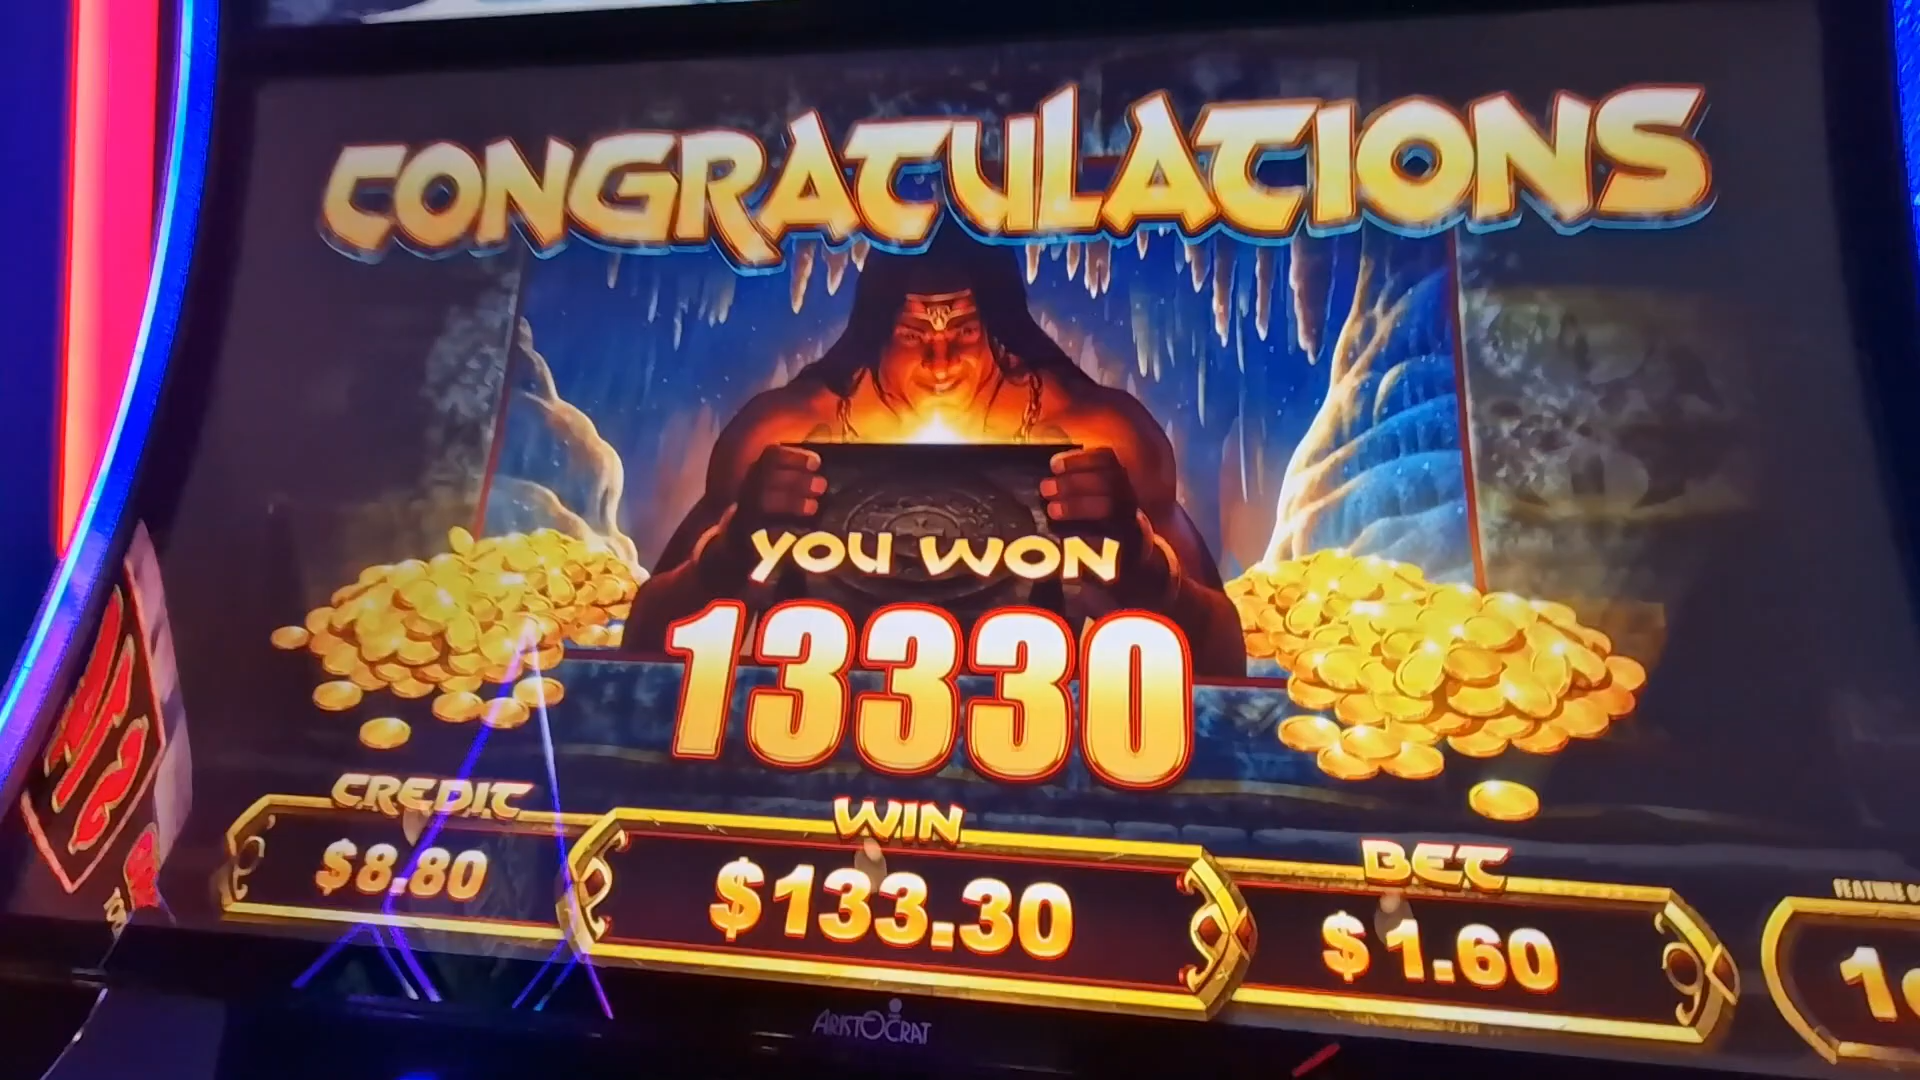 CONGRATULATIONS
YOU WON
13330
CREDIT WIN BET
$8.80 $133.30 $1.60
ARISTOCRAT